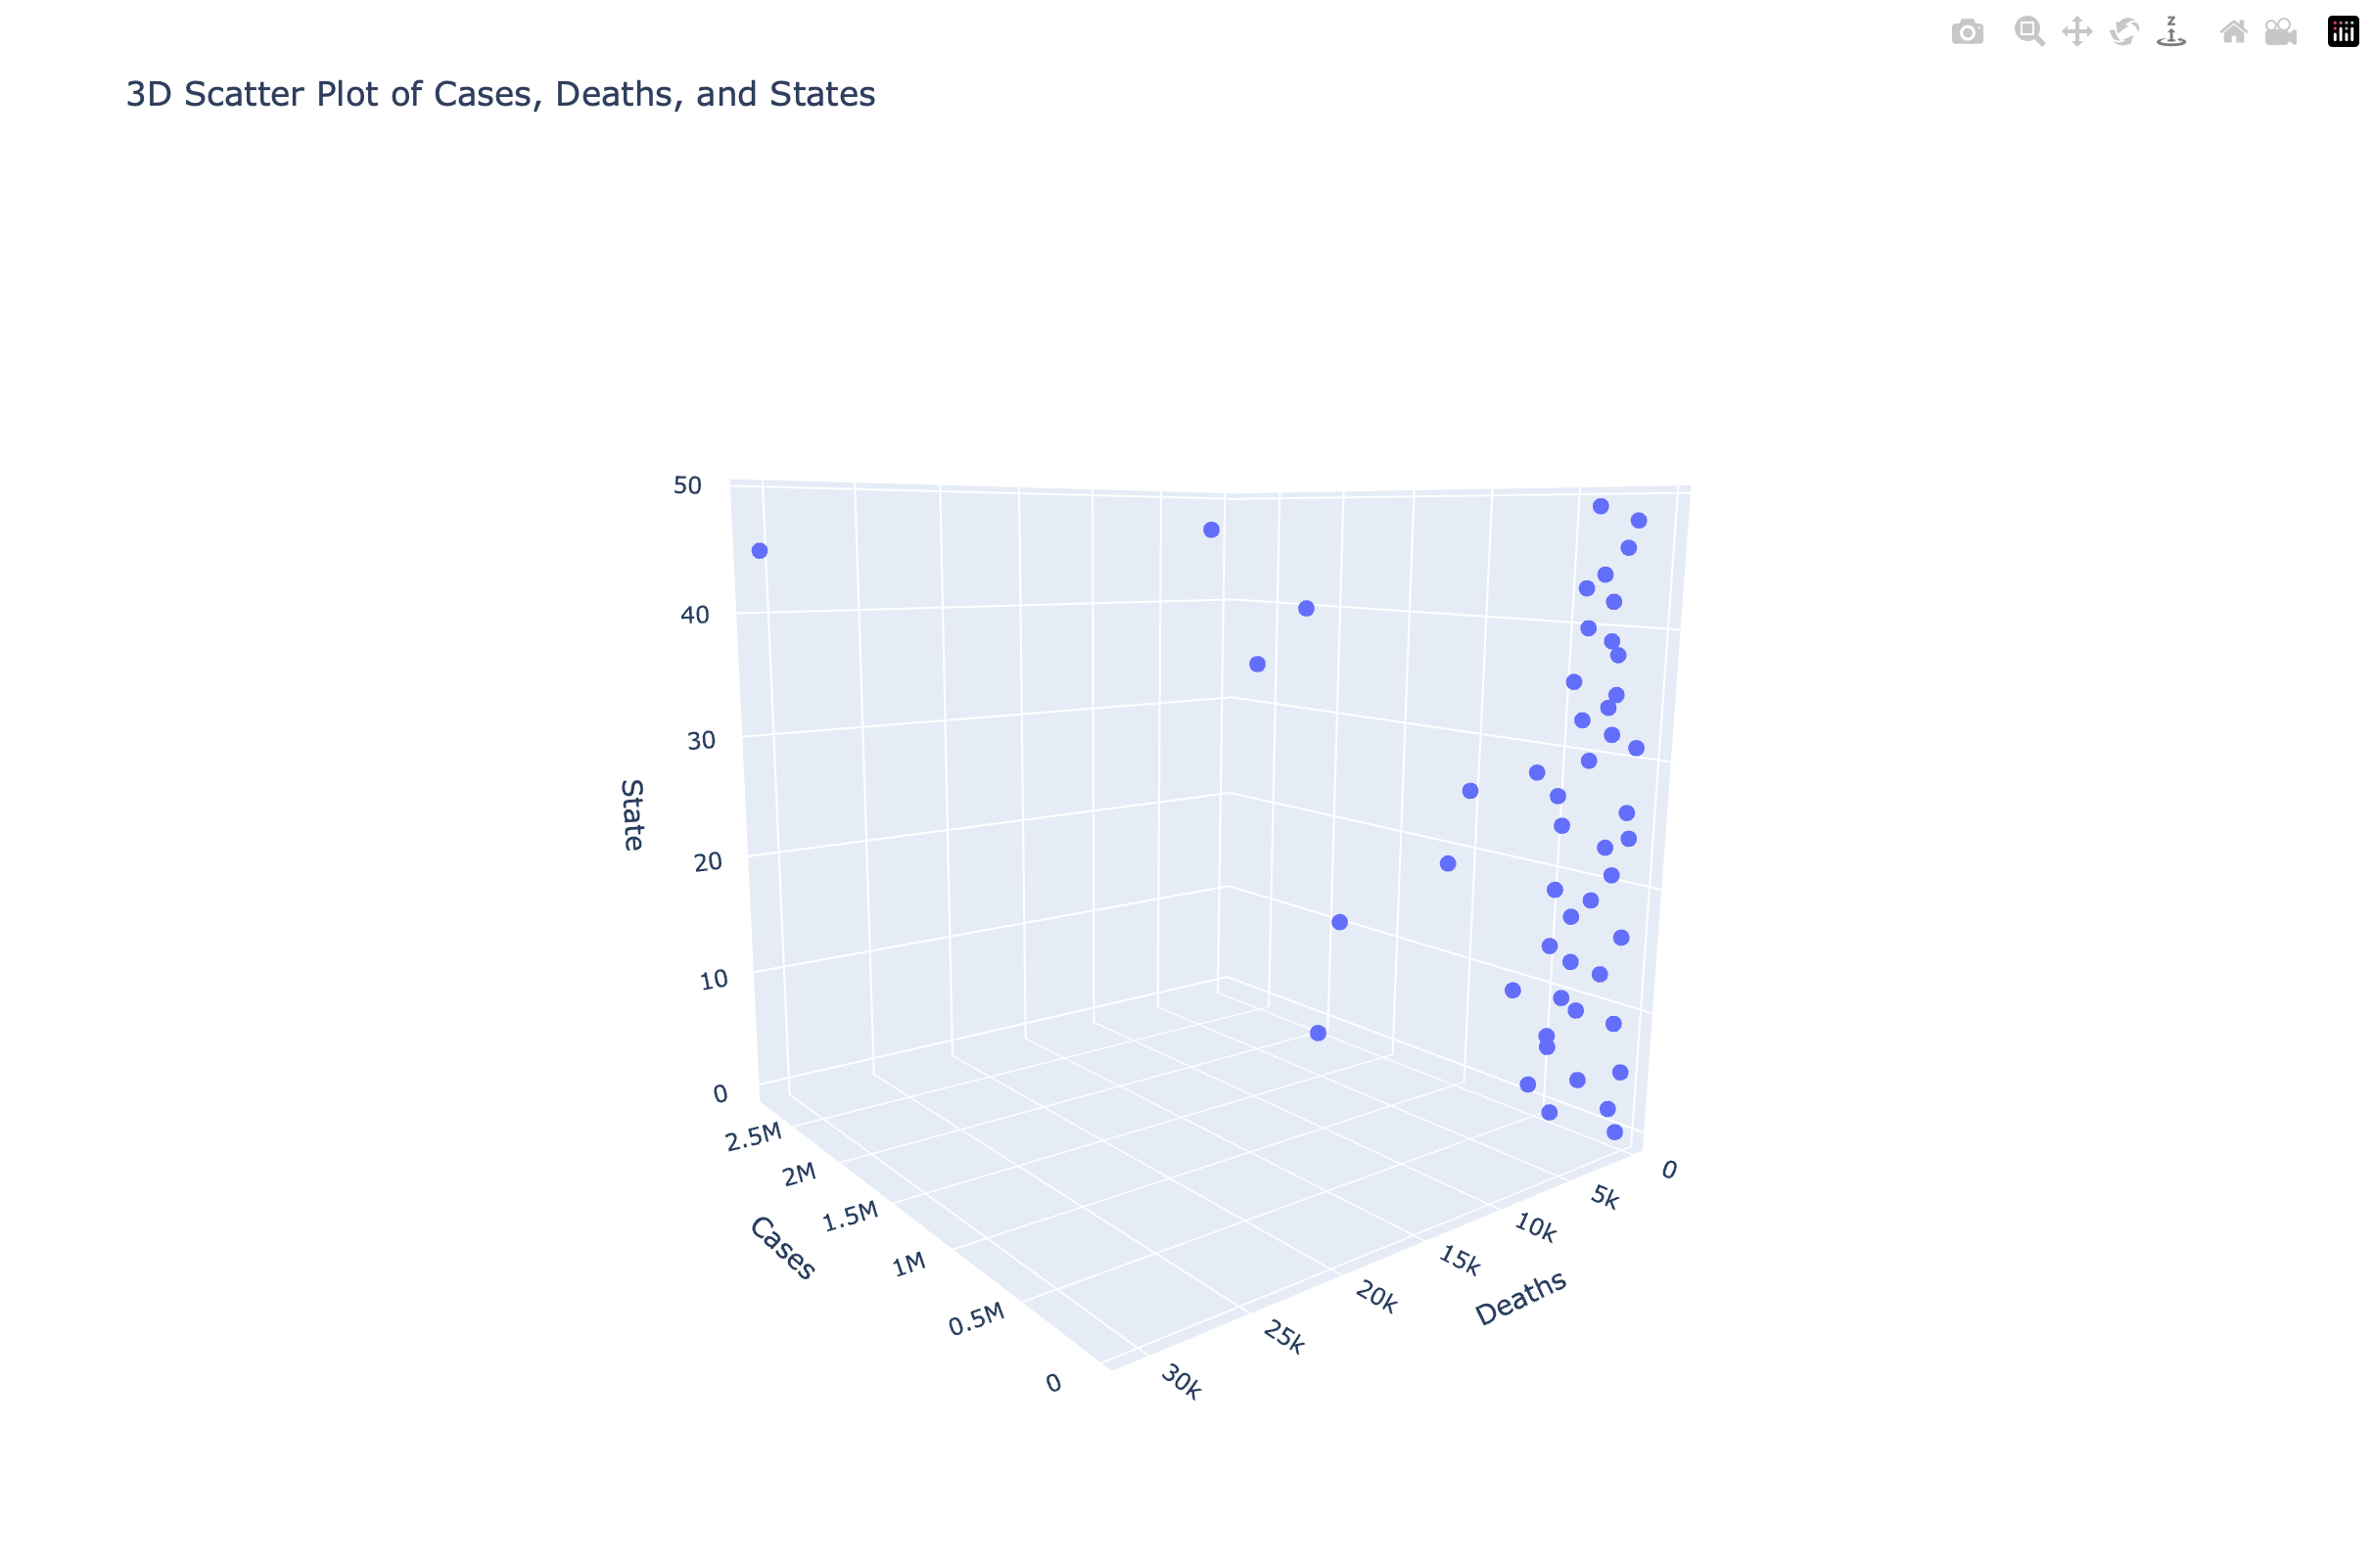 Z
3D Scatter Plot of Cases, Deaths, and States
50
40
30
20
10
0
State
2.5M
2M
1.5M
1M
0.5M
0
Cases
0
5k
10k
15k
20k
25k
30k
Deaths